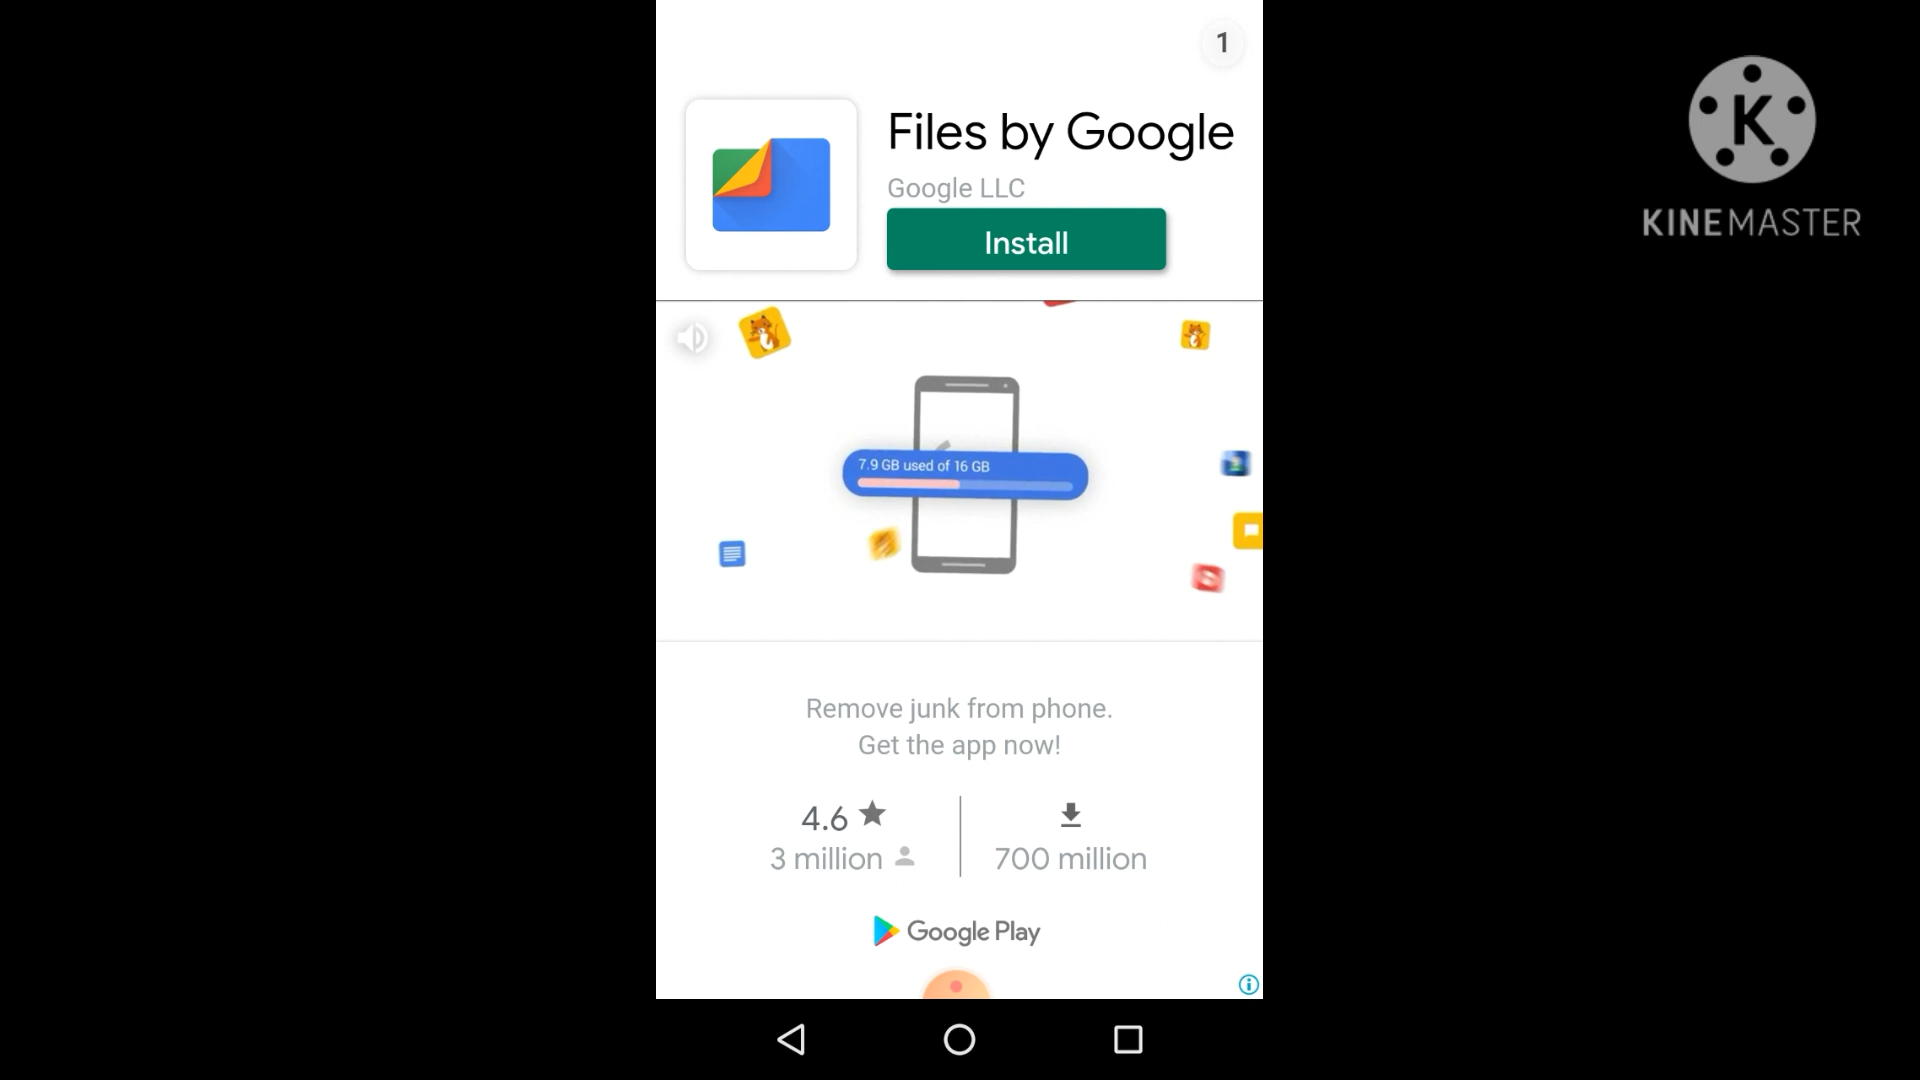 1
Files by Google
Google LLC
Install
7.9 GB used of 16 GB
Remove junk from phone.
Get the app now!
4.6
3 million
700 million
Google Play
K
KINEMASTER